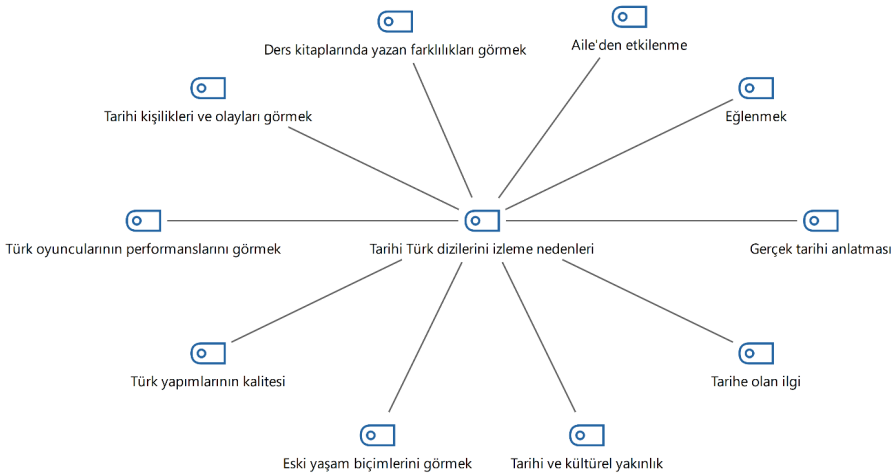 Aile'den etkilenme
Ders kitaplarında yazan farklılıkları görmek
Tarihi kişilikleri ve olayları görmek
Eğlenmek
Türk oyuncularının performanslarını görmek
Tarihi Türk dizilerini izleme nedenleri
Gerçek tarihi anlatması
Türk yapımlarının kalitesi
Tarihe olan ilgi
Eski yaşam biçimlerini görmek
Tarihi ve kültürel yakınlık